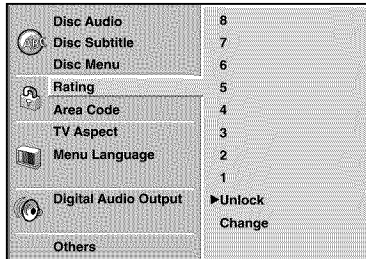 Disc Audio
Disc Subtitle
Disc Menu
Rating
Area Code
TV Aspect
Menu Language
Digital Audio Output
Others
8
7
6
5
4
3
2
1
▶Unlock
Change
ABC